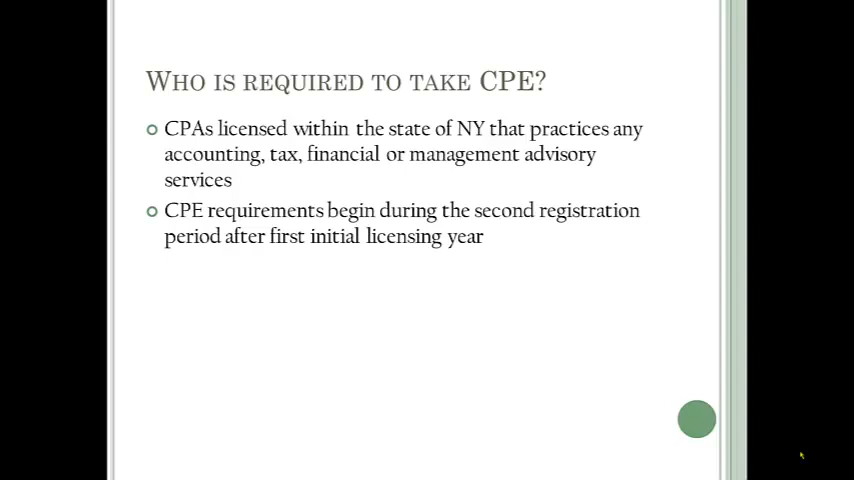 WHO IS REQUIRED TO TAKE CPE?
CPAs licensed within the state of NY that practices any
accounting, tax, financial or management advisory
services
CPE requirements begin during the second registration
period after first initial licensing year